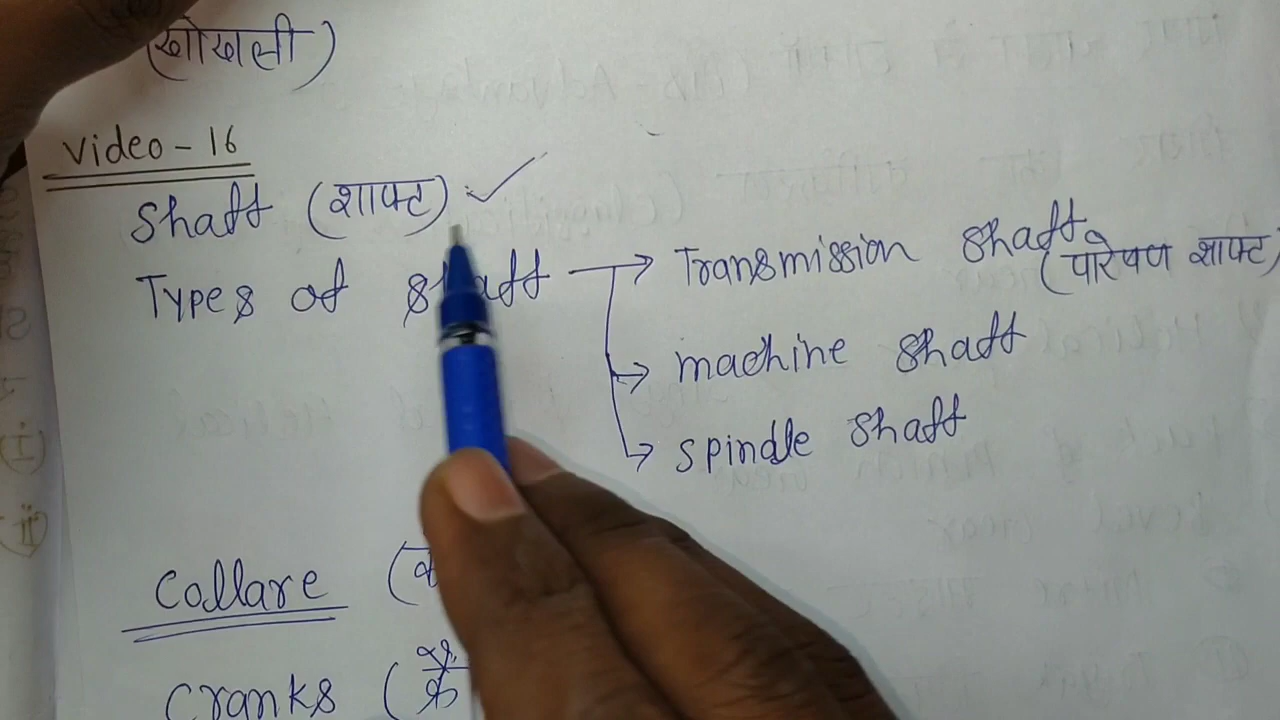 (खोखली)
Video - 16
Shaft (शाफ्ट) ✓
Types of shaft → Transmission shaft
(पारेषण शाफ्ट)
→ machine shaft
→ spindle shaft
Collare
Cranks